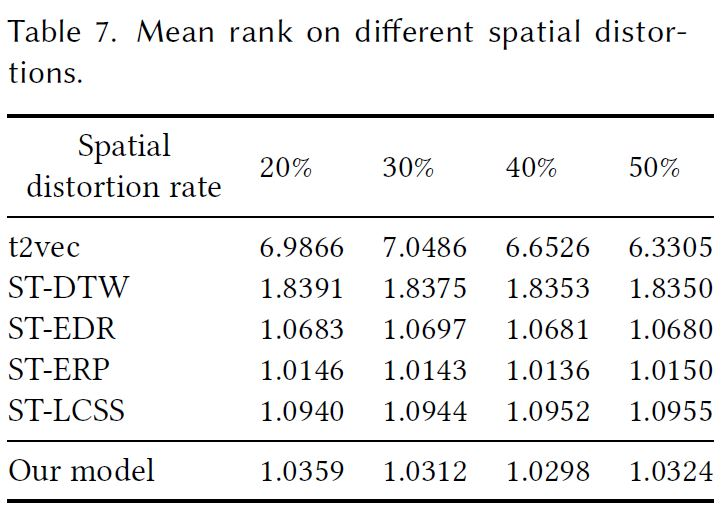 Table 7. Mean rank on different spatial distor-
tions.
Spatial
distortion rate 20% 30% 40% 50%
t2vec 6.9866 7.0486 6.6526 6.3305
ST-DTW 1.8391 1.8375 1.8353 1.8350
ST-EDR 1.0683 1.0697 1.0681 1.0680
ST-ERP 1.0146 1.0143 1.0136 1.0150
ST-LCSS 1.0940 1.0944 1.0952 1.0955
Our model 1.0359 1.0312 1.0298 1.0324